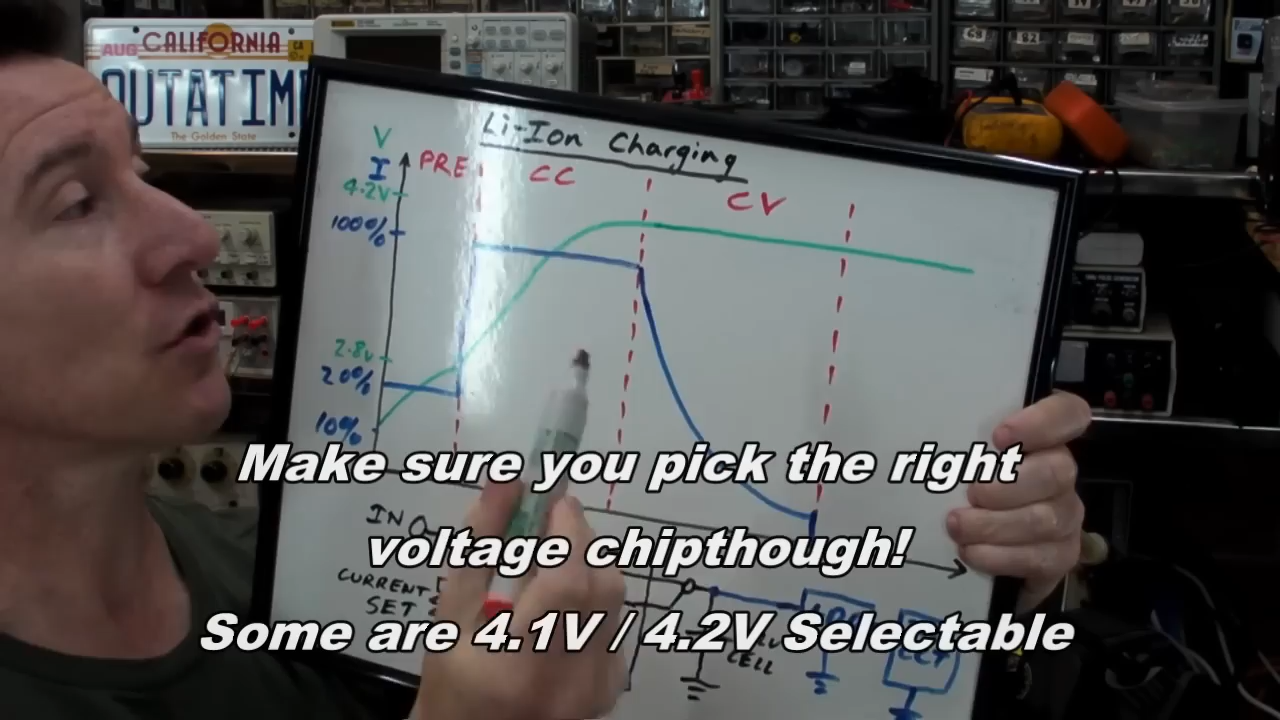 AUG CALIFORNIA CA
OUTATIM
The Golden State
Li-Ion Charging
V
I
PRE CC CV
4.2V
100%
2.8V
20%
10%
Make sure you pick the right
voltage chipthough!
Some are 4.1V / 4.2V Selectable
IN
CURRENT
SET
CELL
CCT